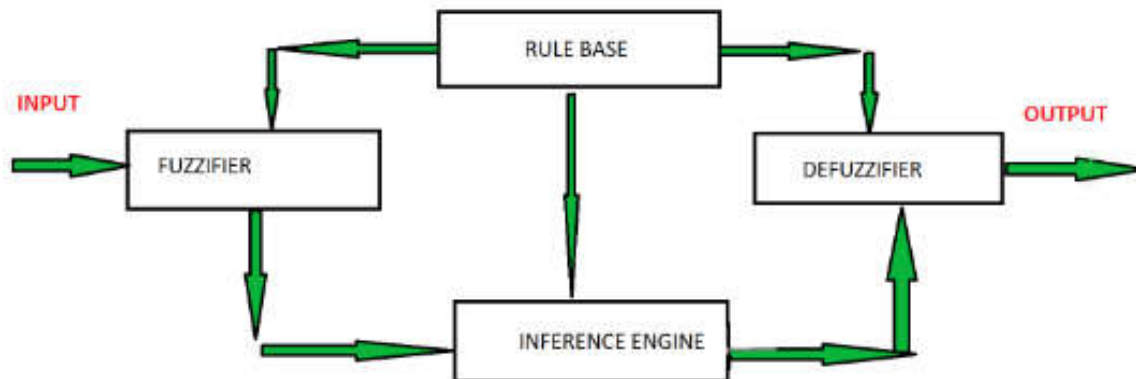 RULE BASE
INPUT
OUTPUT
FUZZIFIER
DEFUZZIFIER
INFERENCE ENGINE